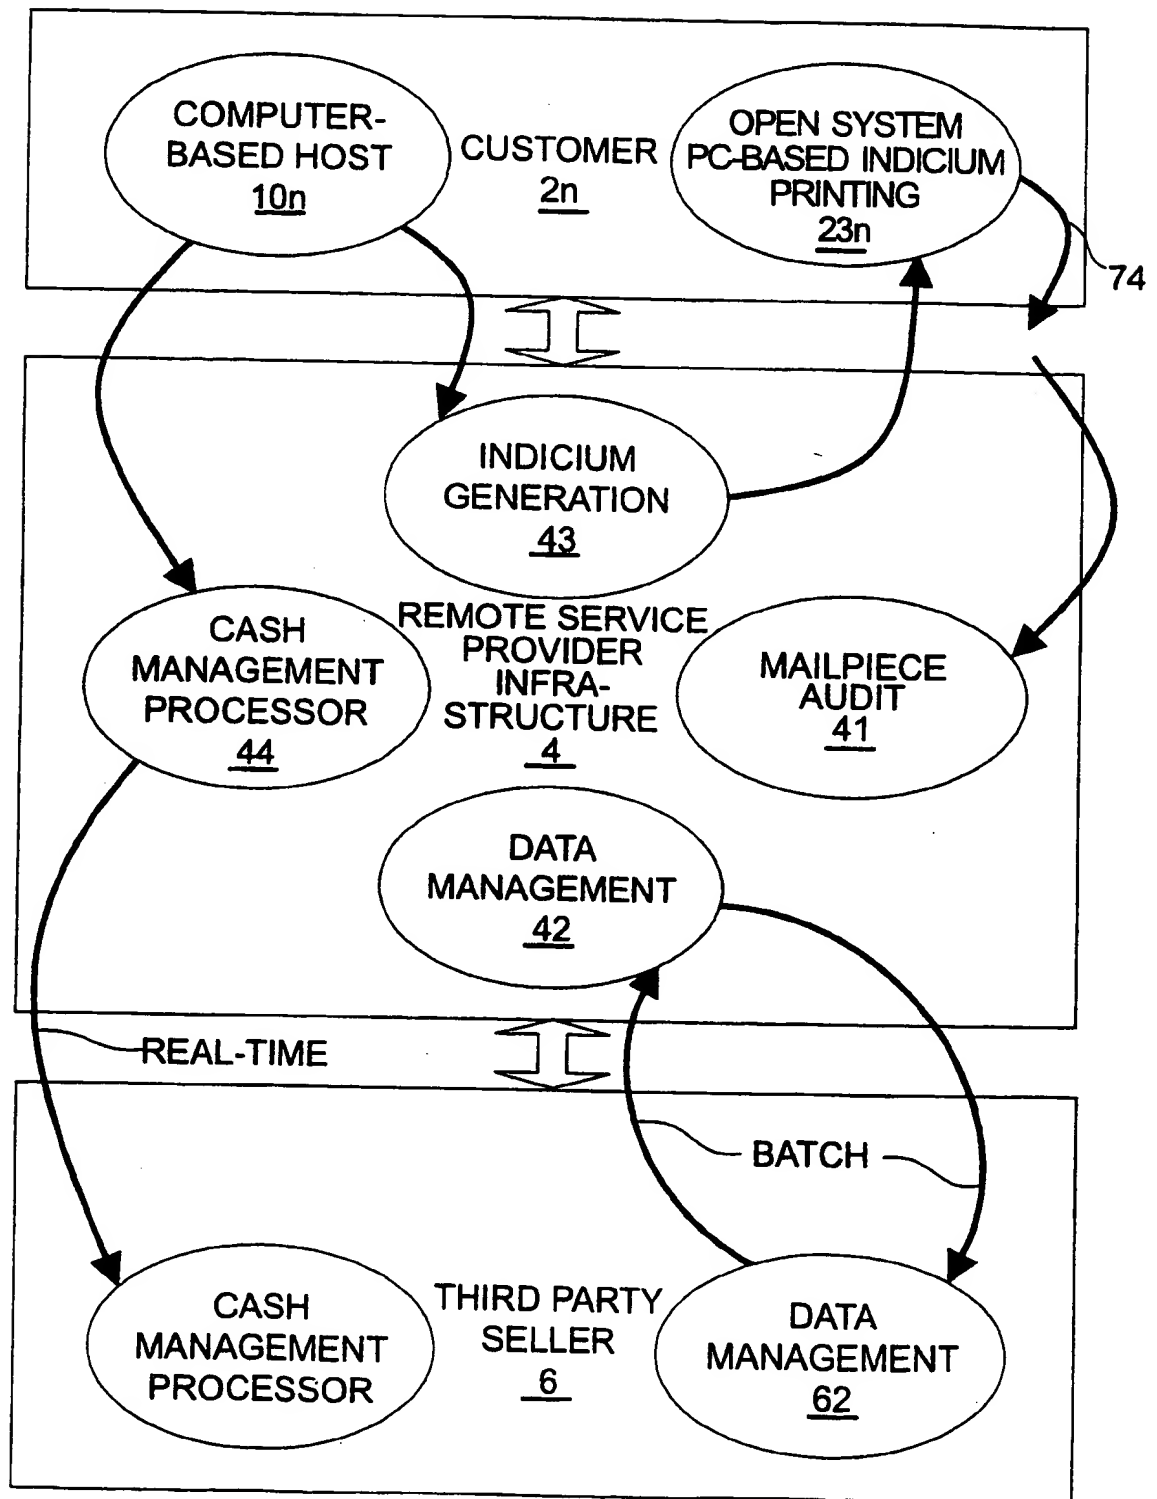 COMPUTER-
BASED HOST
10n
CUSTOMER
2n
OPEN SYSTEM
PC-BASED INDICIUM
PRINTING
23n
74
INDICIUM
GENERATION
43
CASH
MANAGEMENT
PROCESSOR
44
REMOTE SERVICE
PROVIDER
INFRA-
STRUCTURE
4
MAILPIECE
AUDIT
41
DATA
MANAGEMENT
42
REAL-TIME
BATCH
CASH
MANAGEMENT
PROCESSOR
THIRD PARTY
SELLER
6
DATA
MANAGEMENT
62